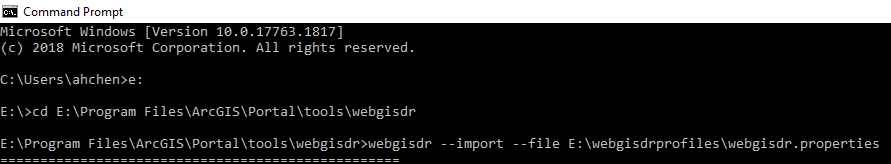 Command Prompt
Microsoft Windows [Version 10.0.17763.1817]
(c) 2018 Microsoft Corporation. All rights reserved.
C:\Users\ahchen>e:
E:\>cd E:\Program Files\ArcGIS\Portal\tools\webgisdr
E:\Program Files\ArcGIS\Portal\tools\webgisdr>webgisdr --import --file E:\webgisdrprofiles\webgisdr.properties
==================================================